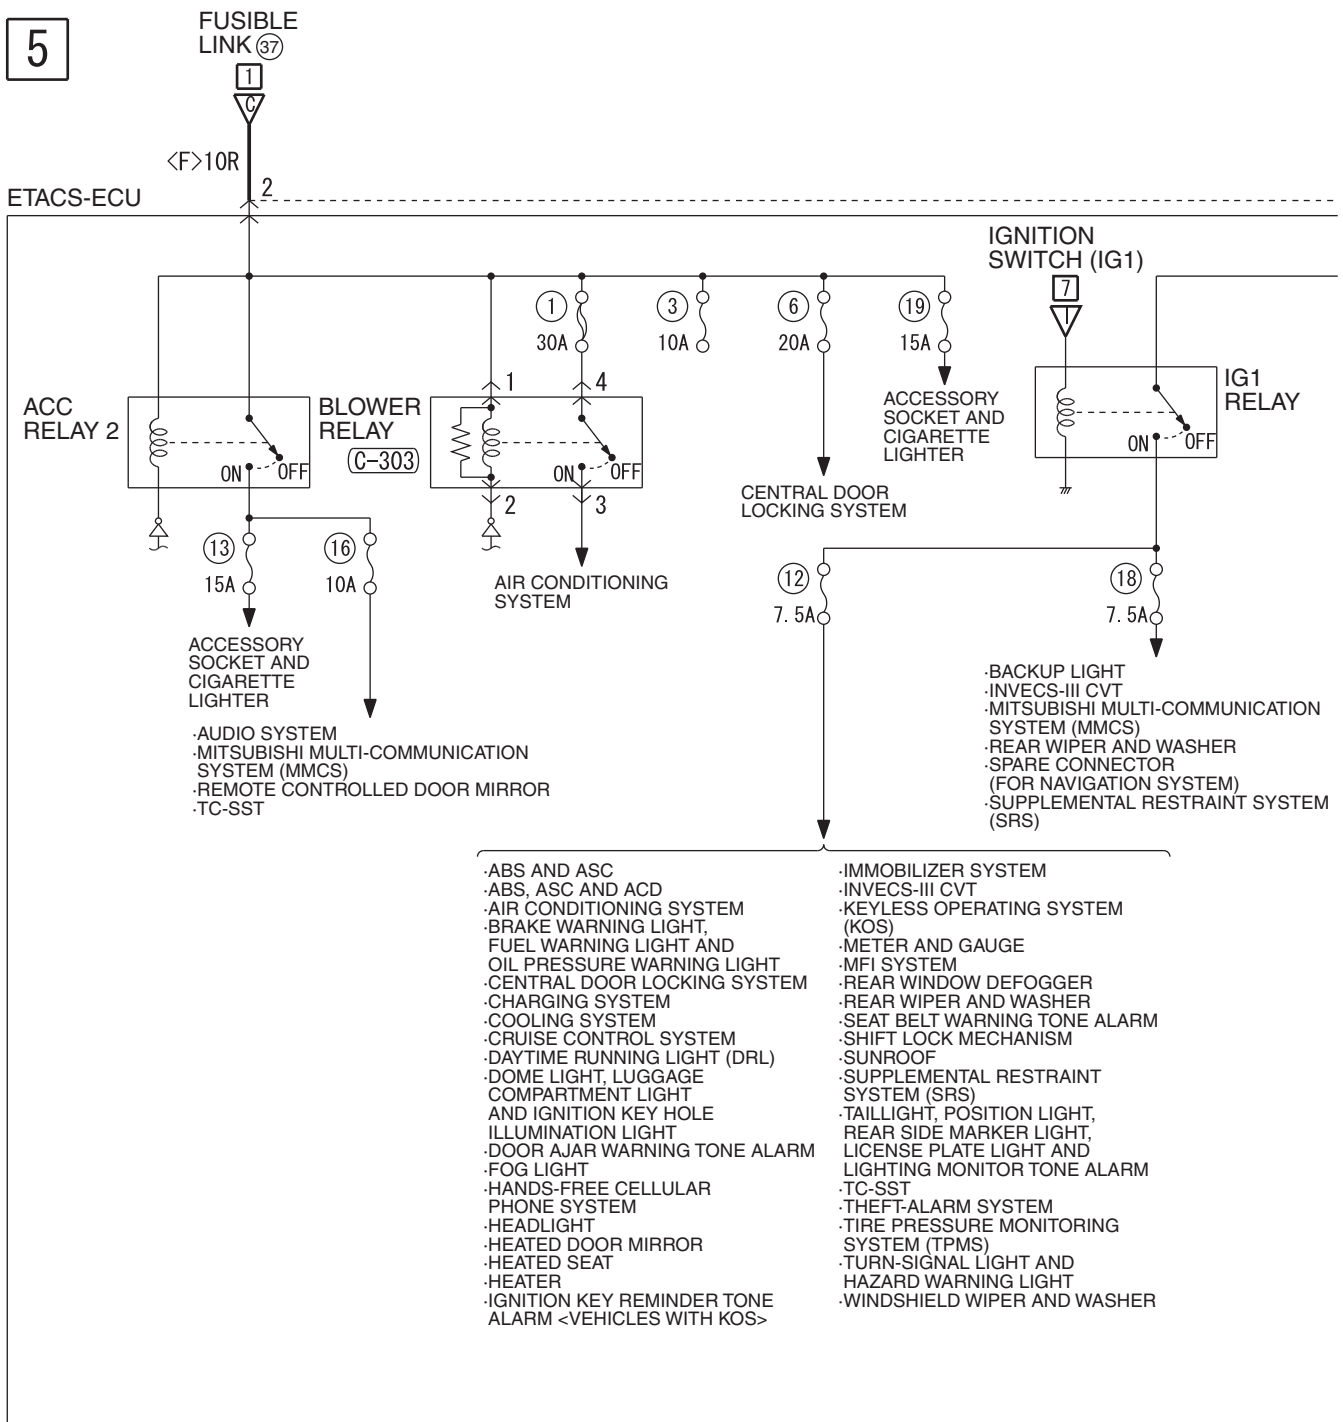 5
FUSIBLE
LINK 37
1
C
<F>10R
2
ETACS-ECU
IGNITION
SWITCH (IG1)
7
I
1
30A
3
10A
6
20A
19
15A
ACC
RELAY 2
ON
OFF
BLOWER
RELAY
C-303
1
4
ON
OFF
2
3
ACCESSORY
SOCKET AND
CIGARETTE
LIGHTER
IG1
RELAY
ON
OFF
CENTRAL DOOR
LOCKING SYSTEM
13
15A
16
10A
AIR CONDITIONING
SYSTEM
12
7.5A
18
7.5A
ACCESSORY
SOCKET AND
CIGARETTE
LIGHTER
·AUDIO SYSTEM
·MITSUBISHI MULTI-COMMUNICATION
SYSTEM (MMCS)
·REMOTE CONTROLLED DOOR MIRROR
·TC-SST
·BACKUP LIGHT
·INVECS-III CVT
·MITSUBISHI MULTI-COMMUNICATION
SYSTEM (MMCS)
·REAR WIPER AND WASHER
·SPARE CONNECTOR
(FOR NAVIGATION SYSTEM)
·SUPPLEMENTAL RESTRAINT SYSTEM
(SRS)
·ABS AND ASC
·ABS, ASC AND ACD
·AIR CONDITIONING SYSTEM
·BRAKE WARNING LIGHT,
FUEL WARNING LIGHT AND
OIL PRESSURE WARNING LIGHT
·CENTRAL DOOR LOCKING SYSTEM
·CHARGING SYSTEM
·COOLING SYSTEM
·CRUISE CONTROL SYSTEM
·DAYTIME RUNNING LIGHT (DRL)
·DOME LIGHT, LUGGAGE
COMPARTMENT LIGHT
AND IGNITION KEY HOLE
ILLUMINATION LIGHT
·DOOR AJAR WARNING TONE ALARM
·FOG LIGHT
·HANDS-FREE CELLULAR
PHONE SYSTEM
·HEADLIGHT
·HEATED DOOR MIRROR
·HEATED SEAT
·HEATER
·IGNITION KEY REMINDER TONE
ALARM <VEHICLES WITH KOS>
·IMMOBILIZER SYSTEM
·INVECS-III CVT
·KEYLESS OPERATING SYSTEM
(KOS)
·METER AND GAUGE
·MFI SYSTEM
·REAR WINDOW DEFOGGER
·REAR WIPER AND WASHER
·SEAT BELT WARNING TONE ALARM
·SHIFT LOCK MECHANISM
·SUNROOF
·SUPPLEMENTAL RESTRAINT
SYSTEM (SRS)
·TAILLIGHT, POSITION LIGHT,
REAR SIDE MARKER LIGHT,
LICENSE PLATE LIGHT AND
LIGHTING MONITOR TONE ALARM
·TC-SST
·THEFT-ALARM SYSTEM
·TIRE PRESSURE MONITORING
SYSTEM (TPMS)
·TURN-SIGNAL LIGHT AND
HAZARD WARNING LIGHT
·WINDSHIELD WIPER AND WASHER